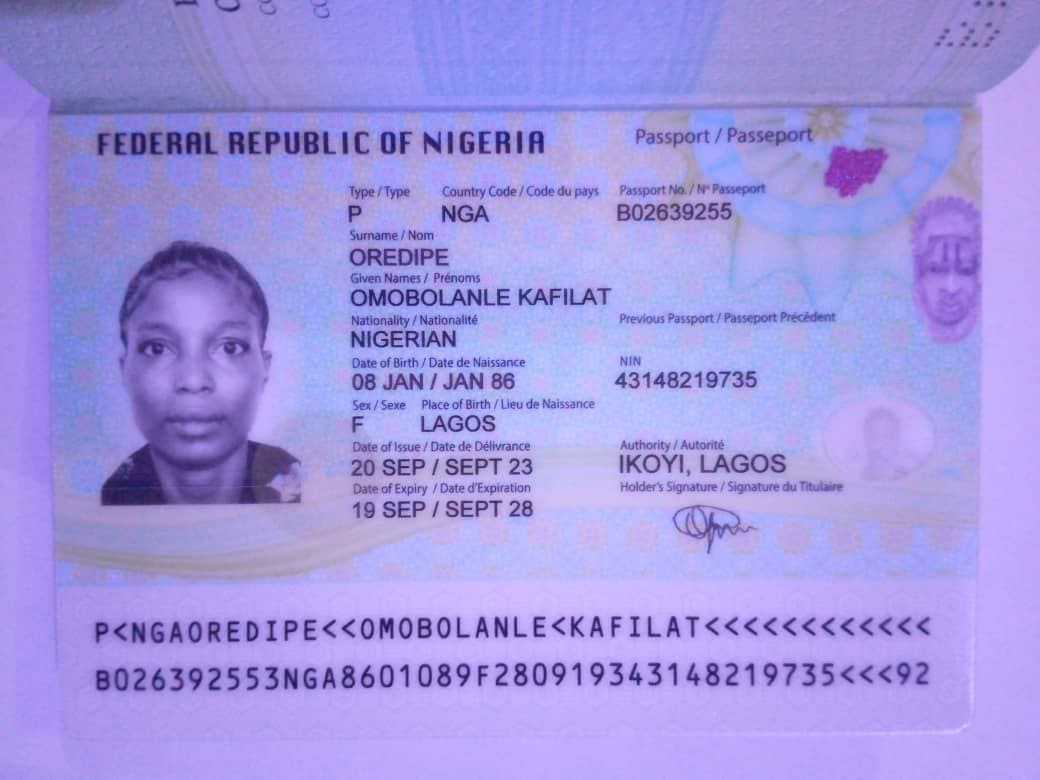 FEDERAL REPUBLIC OF NIGERIA Passport / Passeport
Type / Type Country Code / Code du pays Passport No. / Nº Passeport
P NGA B02639255
Surname / Nom
OREDIPE
Given Names / Prénoms
OMOBOLANLE KAFILAT
Nationality / Nationalité Previous Passport / Passeport Précédent
NIGERIAN
Date of Birth / Date de Naissance NIN
08 JAN / JAN 86 43148219735
Sex / Sexe Place of Birth / Lieu de Naissance
F LAGOS
Date of Issue / Date de Délivrance Authority / Autorité
20 SEP / SEPT 23 IKOYI, LAGOS
Date of Expiry / Date d'Expiration Holder's Signature / Signature du Titulaire
19 SEP / SEPT 28
P<NGAOREDIPE<<OMOBOLANLE<KAFILAT<<<<<<<<<<<<
B026392553NGA8601089F280919343148219735<<<92